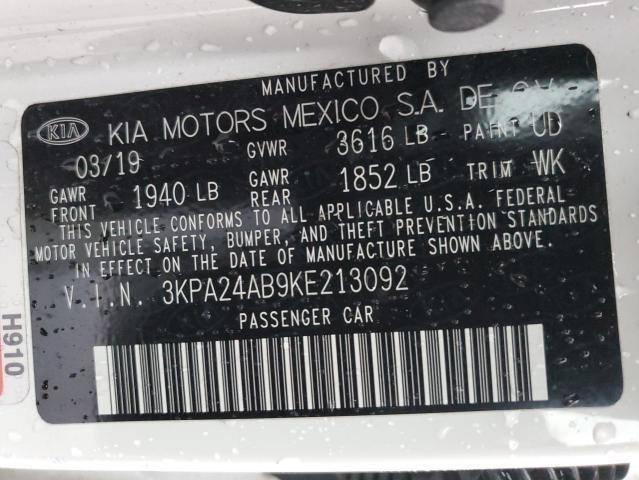 MANUFACTURED BY
KIA KIA MOTORS MEXICO, S.A. DE CV
03/19 GVWR 3616 LB PAINT UD
GAWR FRONT 1940 LB GAWR REAR 1852 LB TRIM WK
THIS VEHICLE CONFORMS TO ALL APPLICABLE U.S.A. FEDERAL
MOTOR VEHICLE SAFETY, BUMPER, AND THEFT PREVENTION STANDARDS
IN EFFECT ON THE DATE OF MANUFACTURE SHOWN ABOVE.
V.I.N. 3KPA24AB9KE213092
PASSENGER CAR
H910